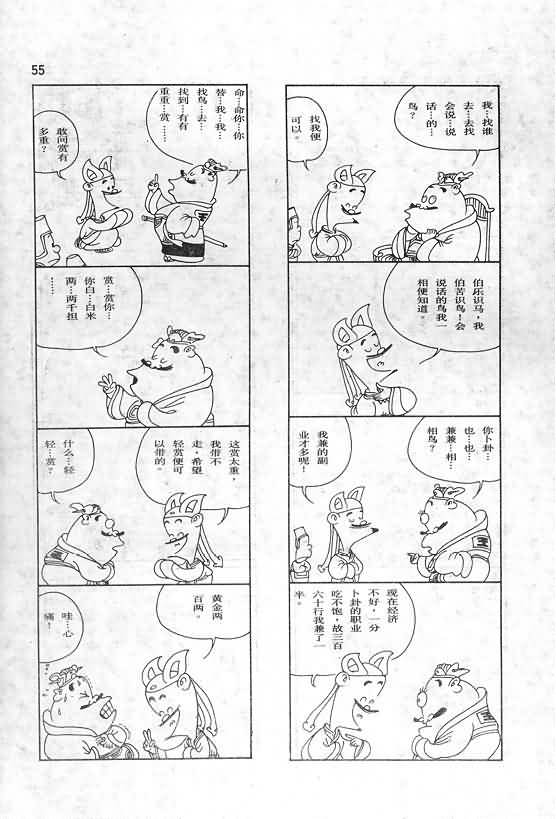 55
我…找谁
去…去找
会说…说
话…的…
鸟?
找我便
可以。
伯乐识马,我
伯苦识鸟!会
说话的鸟我一
相便知道。
你卜卦…
也…也…
兼兼…相…
相鸟?
我兼的副
业才多呢!
现在经济
不好,一分
卜卦的职业
吃不饱,故三百
六十行我兼了一
半。
命…命你…你
替…我…我…
找鸟…去…
找到…有有
重重…赏……
敢问赏有
多重?
赏…赏你…
你白…白米
两…两千担
……
这赏太重,
我带不
走,希望
轻赏便可
以带的。
什么…轻
轻…赏?
黄金两
百两。
哇…心
痛!